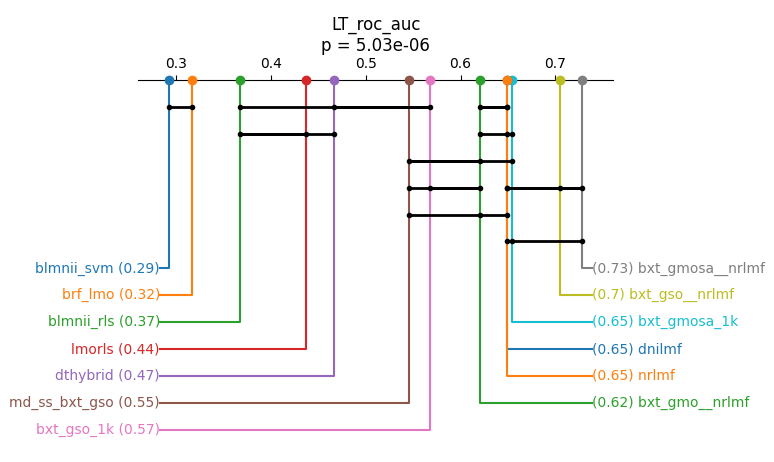 LT_roc_auc
p = 5.03e-06
0.3 0.4 0.5 0.6 0.7
blmnii_svm (0.29) (0.73) bxt_gmosa__nrlmf
brf_lmo (0.32) (0.7) bxt_gso__nrlmf
blmnii_rls (0.37) (0.65) bxt_gmosa_1k
lmorls (0.44) (0.65) dnilmf
dthybrid (0.47) (0.65) nrlmf
md_ss_bxt_gso (0.55) (0.62) bxt_gmo__nrlmf
bxt_gso_1k (0.57)